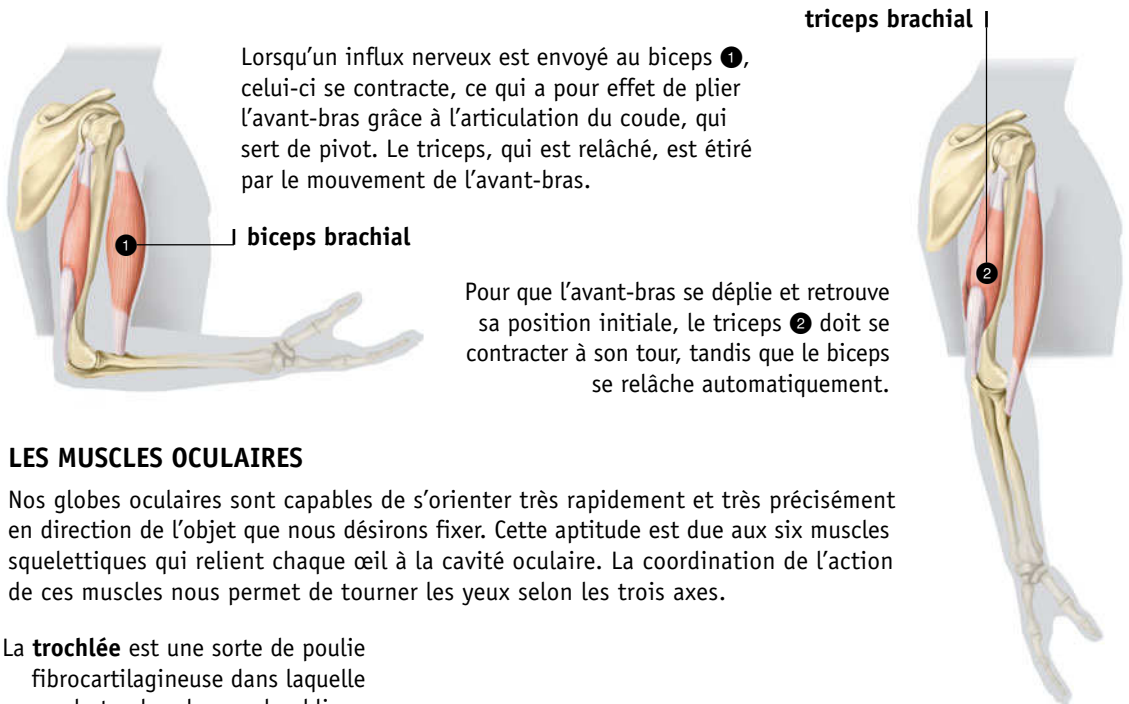 triceps brachial
Lorsqu'un influx nerveux est envoyé au biceps ❶,
celui-ci se contracte, ce qui a pour effet de plier
l'avant-bras grâce à l'articulation du coude, qui
sert de pivot. Le triceps, qui est relâché, est étiré
par le mouvement de l'avant-bras.
❶
biceps brachial
❷
Pour que l'avant-bras se déplie et retrouve
sa position initiale, le triceps ❷ doit se
contracter à son tour, tandis que le biceps
se relâche automatiquement.
LES MUSCLES OCULAIRES
Nos globes oculaires sont capables de s'orienter très rapidement et très précisément
en direction de l'objet que nous désirons fixer. Cette aptitude est due aux six muscles
squelettiques qui relient chaque œil à la cavité oculaire. La coordination de l'action
de ces muscles nous permet de tourner les yeux selon les trois axes.
La trochlée est une sorte de poulie
fibrocartilagineuse dans laquelle